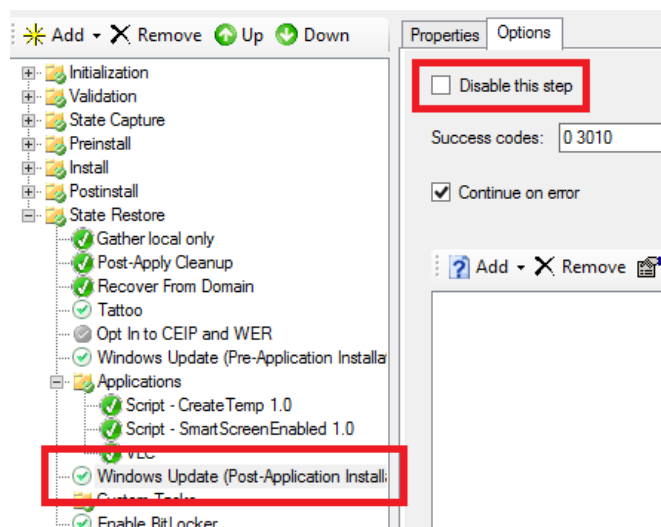 Add Remove Up Down
Properties Options
Initialization
Validation
State Capture
Preinstall
Install
Postinstall
State Restore
Gather local only
Post-Apply Cleanup
Recover From Domain
Tattoo
Opt In to CEIP and WER
Windows Update (Pre-Application Installa
Applications
Script - CreateTemp 1.0
Script - SmartScreenEnabled 1.0
VLC
Windows Update (Post-Application Install
Custom Tasks
Enable BitLocker
Disable this step
Success codes: 0 3010
Continue on error
Add Remove